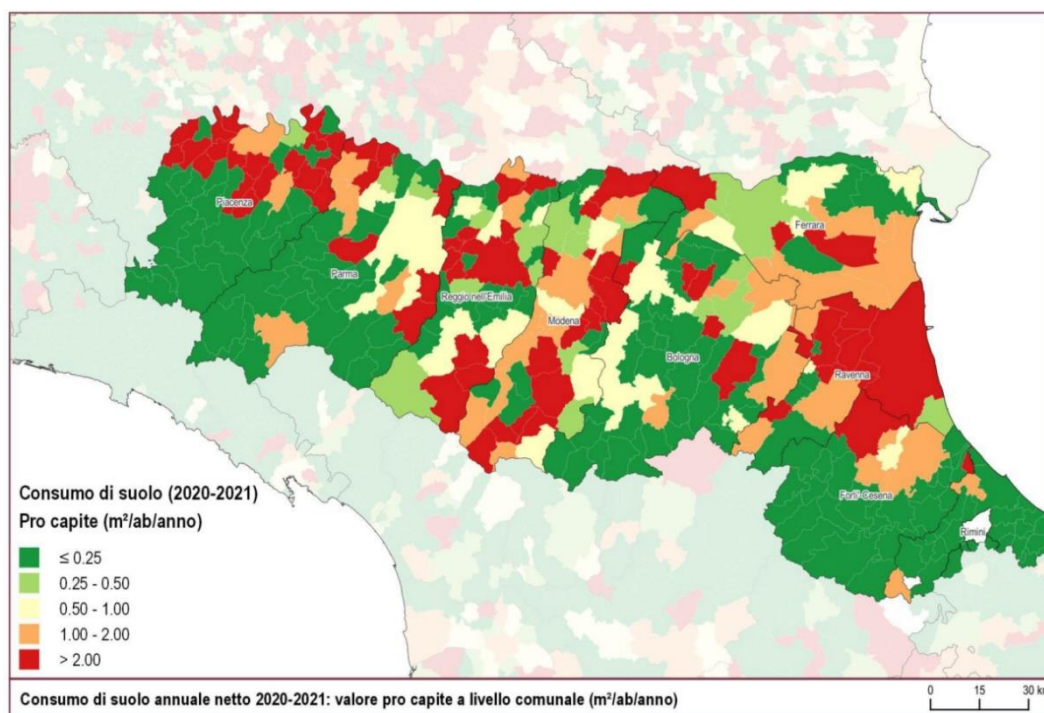 Piacenza
Parma
Reggio nell'Emilia
Modena
Bologna
Ferrara
Ravenna
Forli' Cesena
Rimini
Consumo di suolo (2020-2021)
Pro capite (m²/ab/anno)
≤ 0.25
0.25 - 0.50
0.50 - 1.00
1.00 - 2.00
> 2.00
Consumo di suolo annuale netto 2020-2021: valore pro capite a livello comunale (m²/ab/anno)
0 15 30 km